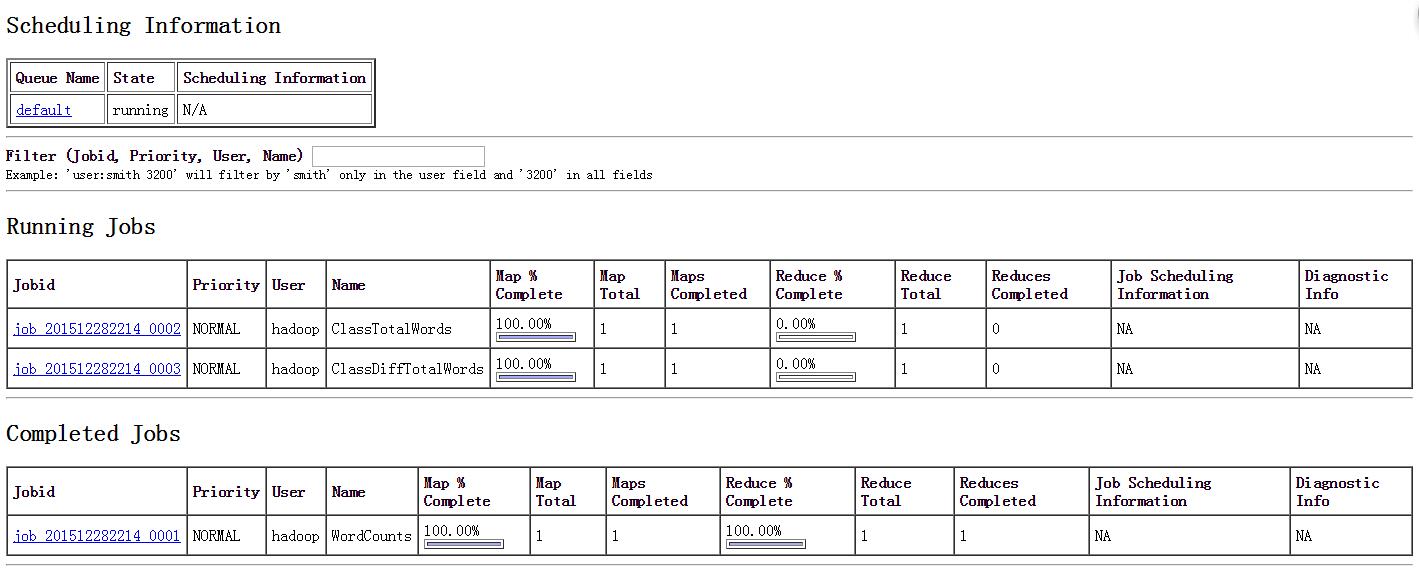 Scheduling Information
Queue Name State Scheduling Information
default running N/A
Filter (Jobid, Priority, User, Name)
Example: 'user:smith 3200' will filter by 'smith' only in the user field and '3200' in all fields
Running Jobs
Jobid Priority User Name Map % Complete Map Total Maps Completed Reduce % Complete Reduce Total Reduces Completed Job Scheduling Information Diagnostic Info
job_201512282214_0002 NORMAL hadoop ClassTotalWords 100.00% 1 1 0.00% 1 0 NA NA
job_201512282214_0003 NORMAL hadoop ClassDiffTotalWords 100.00% 1 1 0.00% 1 0 NA NA
Completed Jobs
Jobid Priority User Name Map % Complete Map Total Maps Completed Reduce % Complete Reduce Total Reduces Completed Job Scheduling Information Diagnostic Info
job_201512282214_0001 NORMAL hadoop WordCounts 100.00% 1 1 100.00% 1 1 NA NA